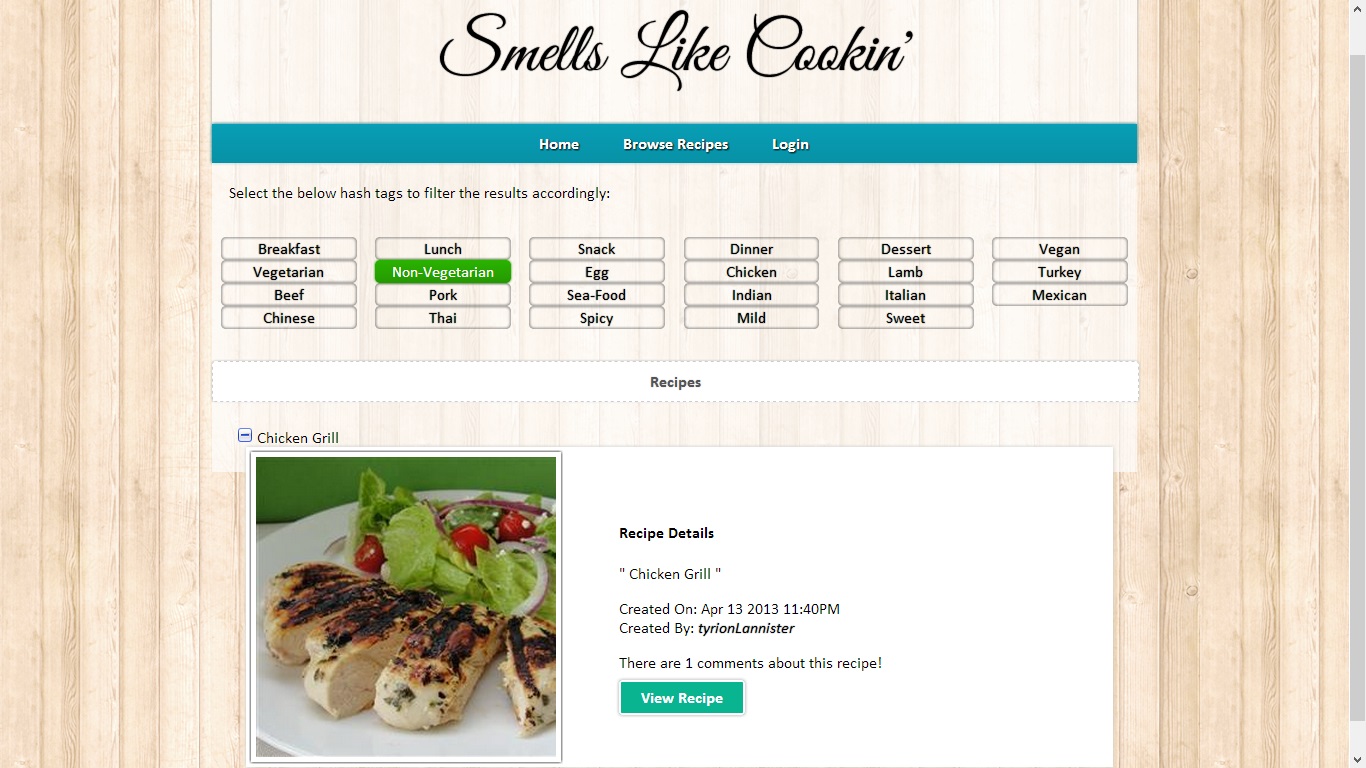 Smells Like Cookin'
Home Browse Recipes Login
Select the below hash tags to filter the results accordingly:
Breakfast Lunch Snack Dinner Dessert Vegan
Vegetarian Non-Vegetarian Egg Chicken Lamb Turkey
Beef Pork Sea-Food Indian Italian Mexican
Chinese Thai Spicy Mild Sweet
Recipes
Chicken Grill
Recipe Details
" Chicken Grill "
Created On: Apr 13 2013 11:40PM
Created By: tyrionLannister
There are 1 comments about this recipe!
View Recipe